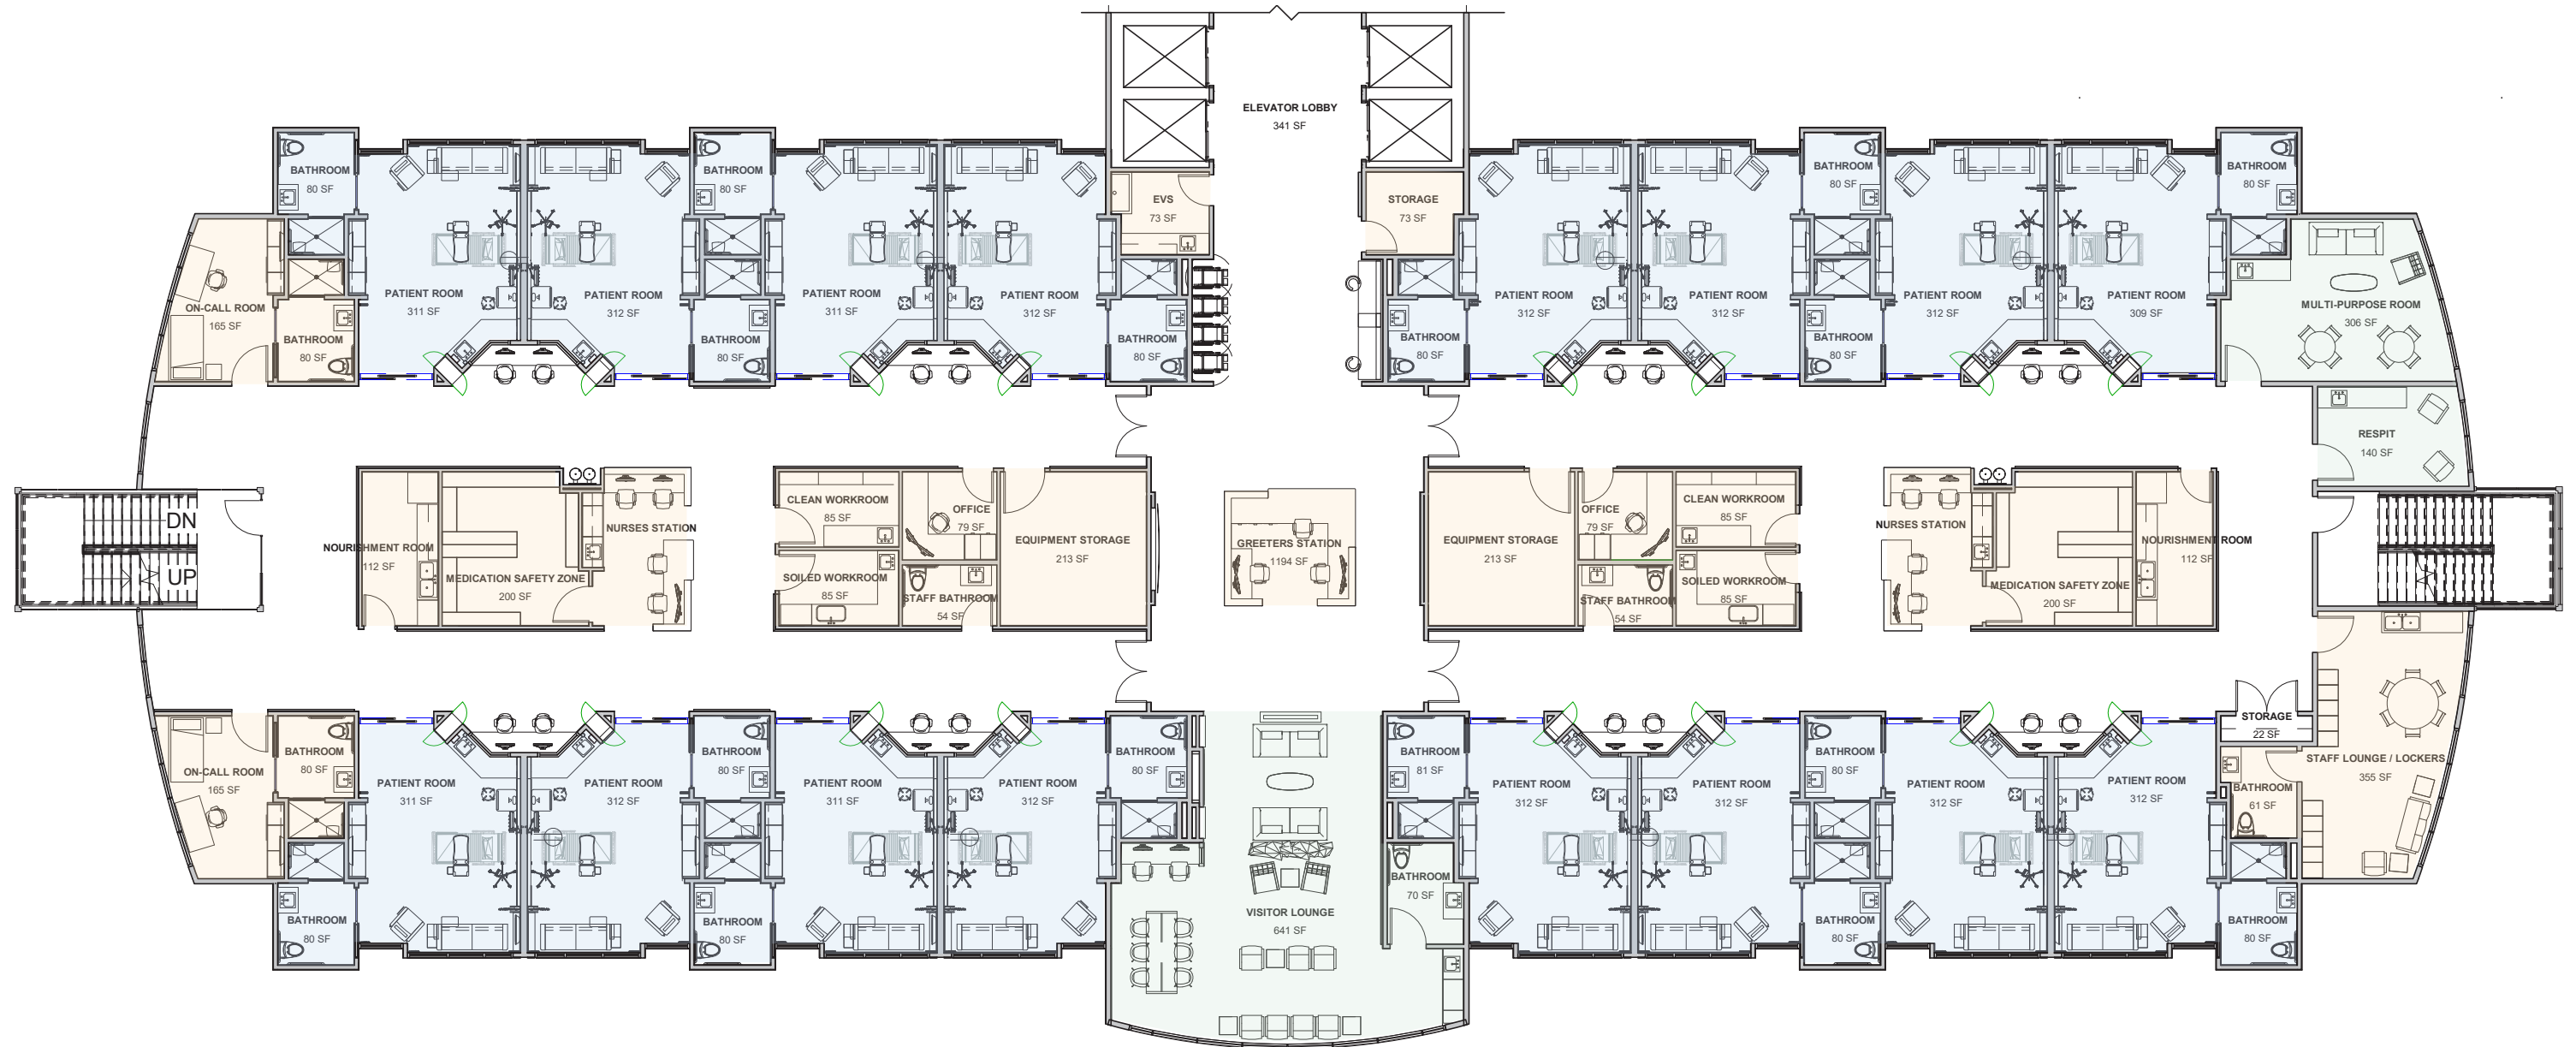 ELEVATOR LOBBY
341 SF
BATHROOM
80 SF
BATHROOM
80 SF
BATHROOM
80 SF
BATHROOM
80 SF
EVS
73 SF
STORAGE
73 SF
ON-CALL ROOM
165 SF
BATHROOM
80 SF
PATIENT ROOM
311 SF
PATIENT ROOM
312 SF
BATHROOM
80 SF
PATIENT ROOM
311 SF
PATIENT ROOM
312 SF
BATHROOM
80 SF
BATHROOM
80 SF
PATIENT ROOM
312 SF
PATIENT ROOM
312 SF
BATHROOM
80 SF
PATIENT ROOM
312 SF
PATIENT ROOM
309 SF
MULTI-PURPOSE ROOM
306 SF
RESPIT
140 SF
DN
UP
NOURISHMENT ROOM
112 SF
MEDICATION SAFETY ZONE
200 SF
NURSES STATION
CLEAN WORKROOM
85 SF
SOILED WORKROOM
85 SF
OFFICE
79 SF
STAFF BATHROOM
54 SF
EQUIPMENT STORAGE
213 SF
GREETERS STATION
1194 SF
EQUIPMENT STORAGE
213 SF
OFFICE
79 SF
STAFF BATHROOM
54 SF
CLEAN WORKROOM
85 SF
SOILED WORKROOM
85 SF
NURSES STATION
MEDICATION SAFETY ZONE
200 SF
NOURISHMENT ROOM
112 SF
ON-CALL ROOM
165 SF
BATHROOM
80 SF
PATIENT ROOM
311 SF
PATIENT ROOM
312 SF
BATHROOM
80 SF
PATIENT ROOM
311 SF
PATIENT ROOM
312 SF
BATHROOM
80 SF
BATHROOM
81 SF
PATIENT ROOM
312 SF
PATIENT ROOM
312 SF
BATHROOM
80 SF
PATIENT ROOM
312 SF
PATIENT ROOM
312 SF
STORAGE
22 SF
STAFF LOUNGE / LOCKERS
355 SF
BATHROOM
61 SF
BATHROOM
70 SF
VISITOR LOUNGE
641 SF
BATHROOM
80 SF
BATHROOM
80 SF
BATHROOM
80 SF
BATHROOM
80 SF